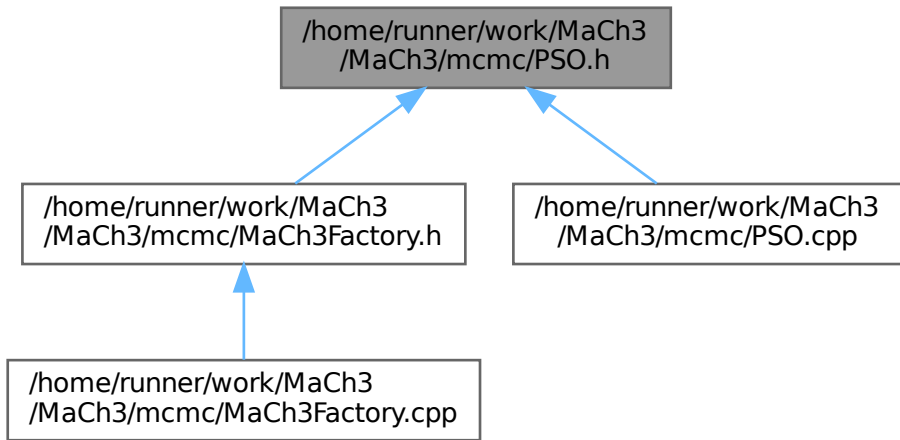 /home/runner/work/MaCh3
/MaCh3/mcmc/PSO.h
/home/runner/work/MaCh3
/MaCh3/mcmc/MaCh3Factory.h
/home/runner/work/MaCh3
/MaCh3/mcmc/PSO.cpp
/home/runner/work/MaCh3
/MaCh3/mcmc/MaCh3Factory.cpp